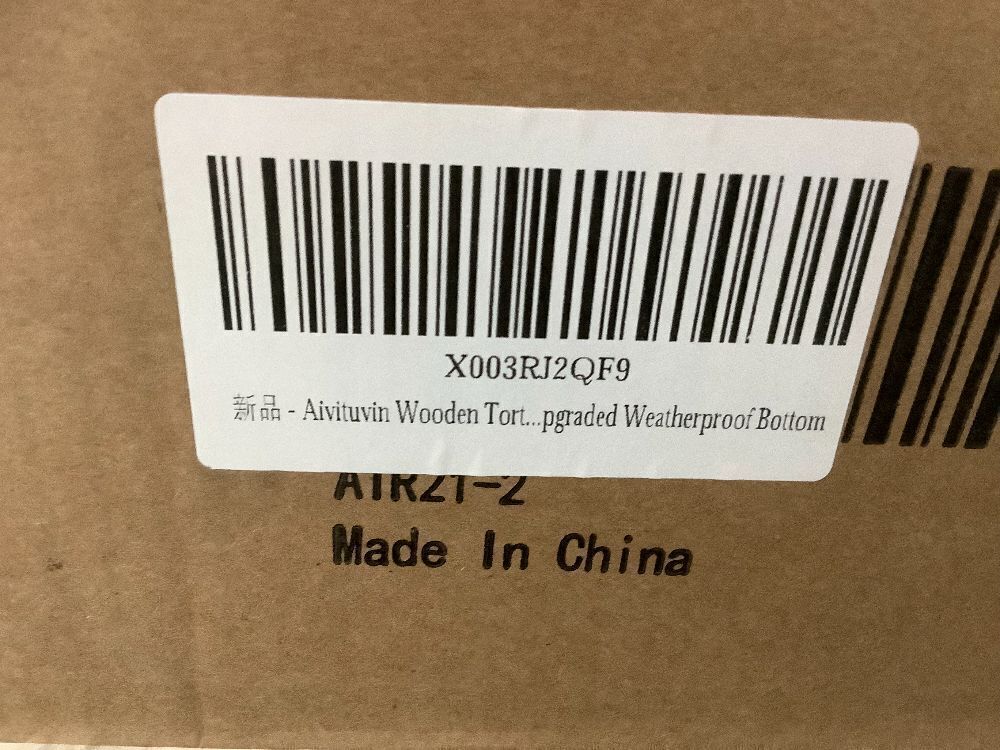 X003RJ2QF9
新品 - Aivituvin Wooden Tort...pgraded Weatherproof Bottom
AIR21-2
Made In China